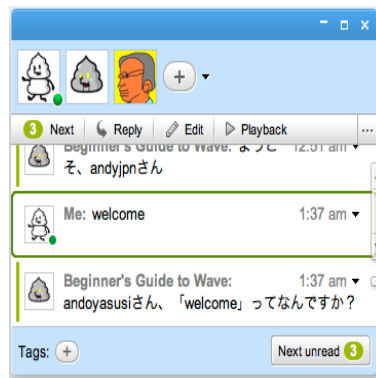 3 Next Reply Edit Playback ...
Beginner's Guide to Wave: ようこ 12:51 am
そ、andyjpnさん
Me: welcome 1:37 am
Beginner's Guide to Wave: 1:37 am
andoyasusiさん、「welcome」ってなんですか？
Tags: Next unread 3